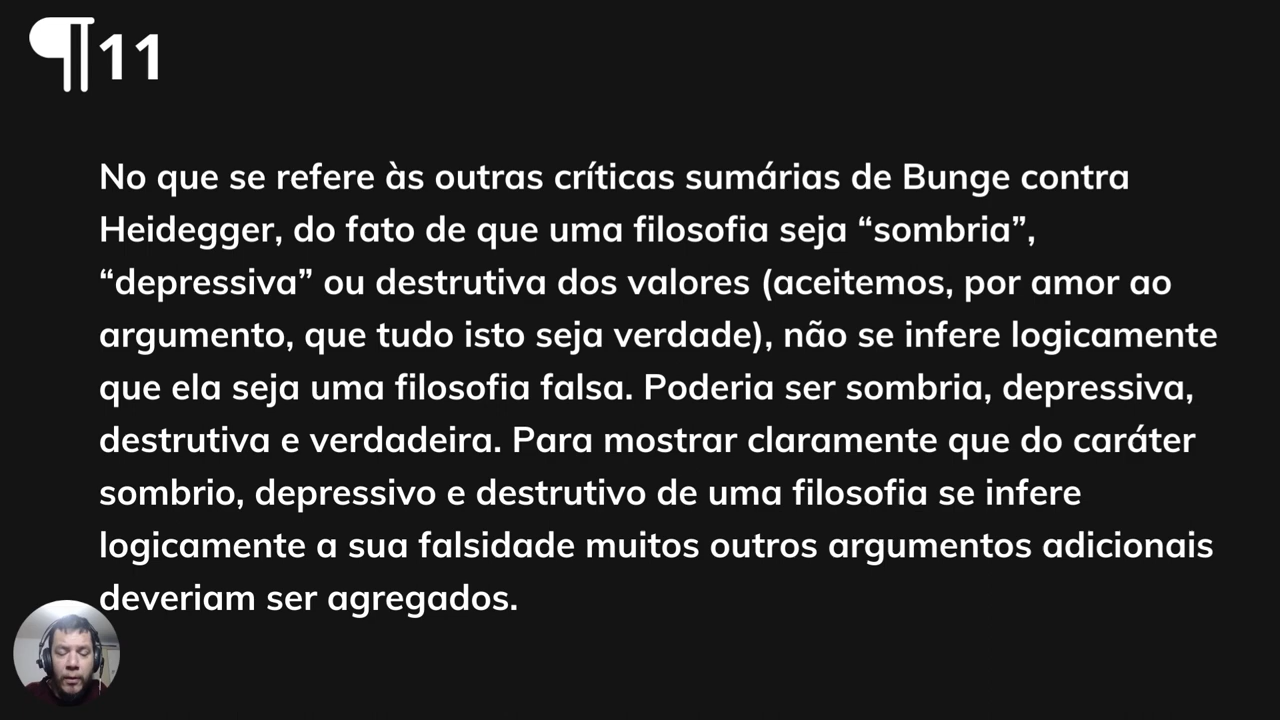 ¶11
No que se refere às outras críticas sumárias de Bunge contra
Heidegger, do fato de que uma filosofia seja “sombria”,
“depressiva” ou destrutiva dos valores (aceitemos, por amor ao
argumento, que tudo isto seja verdade), não se infere logicamente
que ela seja uma filosofia falsa. Poderia ser sombria, depressiva,
destrutiva e verdadeira. Para mostrar claramente que do caráter
sombrio, depressivo e destrutivo de uma filosofia se infere
logicamente a sua falsidade muitos outros argumentos adicionais
deveriam ser agregados.